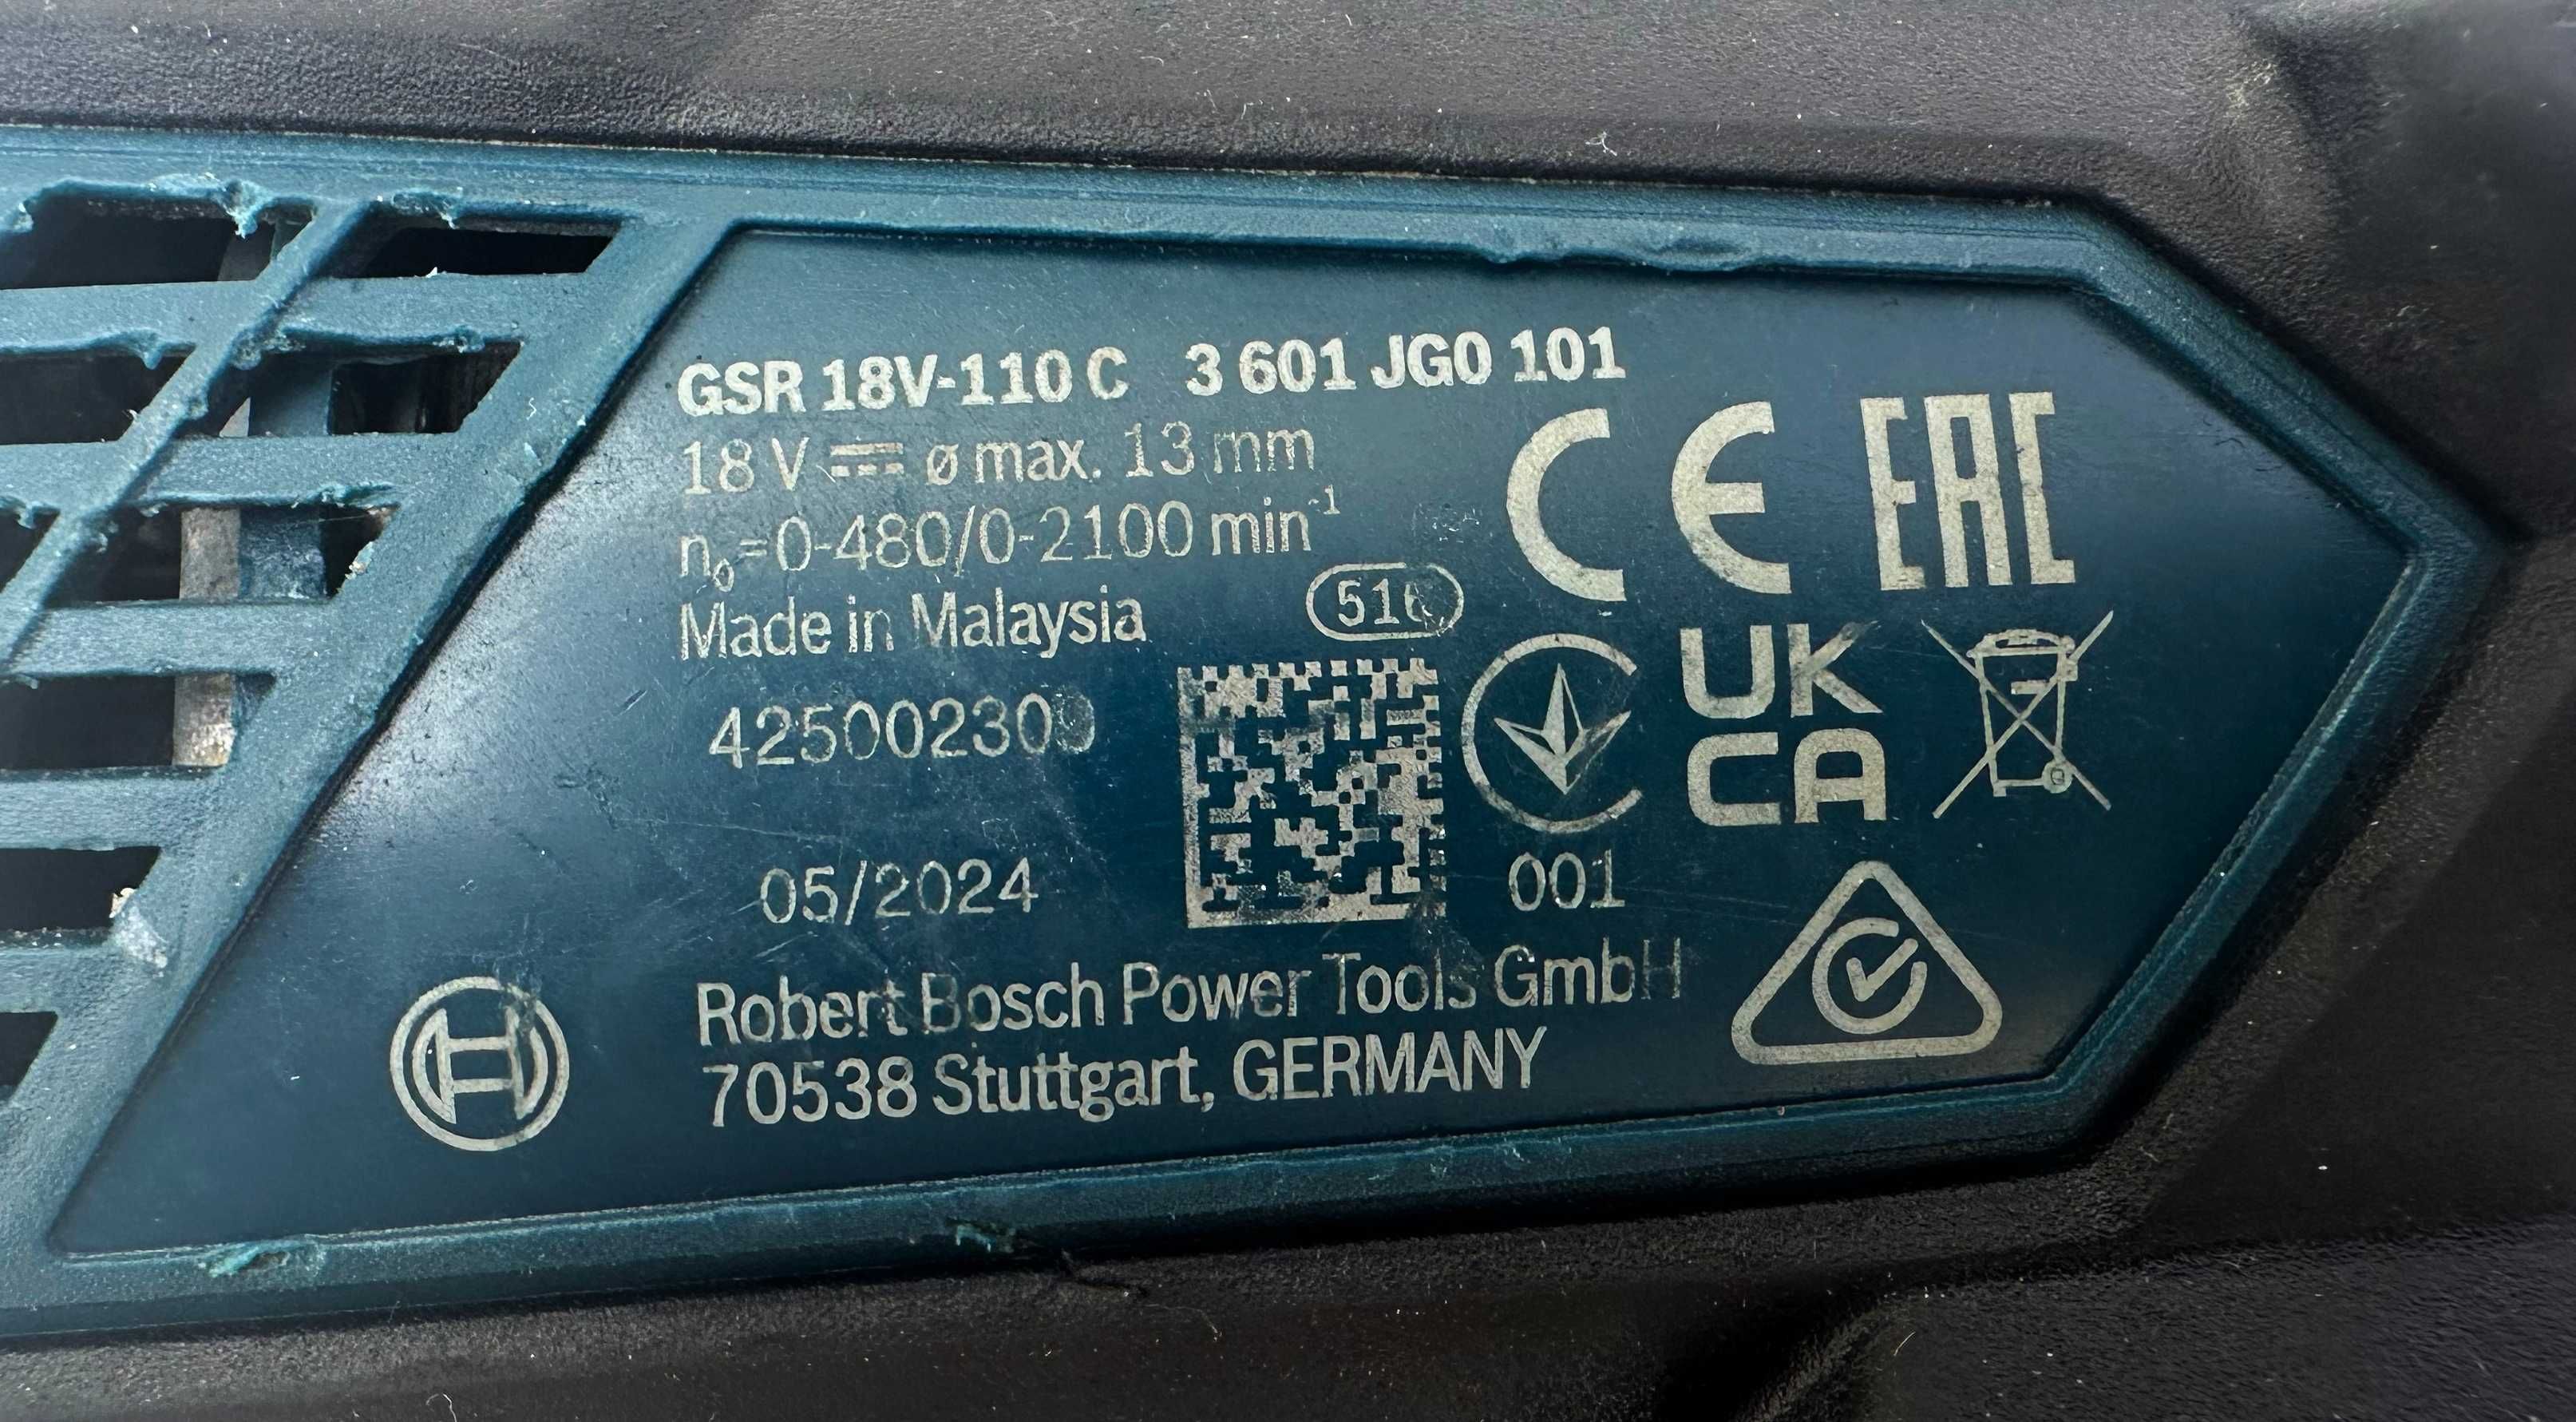 GSR 18V-110 C 3 601 JG0 101
18 V ⎓ ø max. 13 mm
n₀=0-480/0-2100 min⁻¹
Made in Malaysia
CE EAC
425002309
UK
CA
05/2024
001
Robert Bosch Power Tools GmbH
70538 Stuttgart, GERMANY